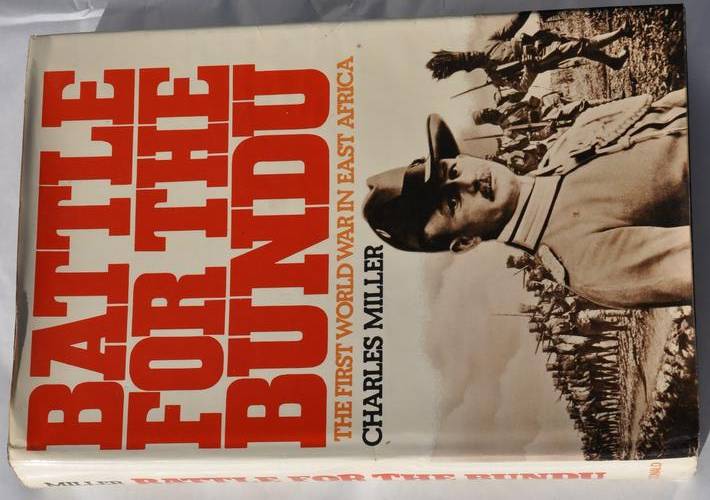 BATTLE
FOR THE
BUNDU
THE FIRST WORLD WAR IN EAST AFRICA
CHARLES MILLER
MILLER BATTLE FOR THE BUNDU